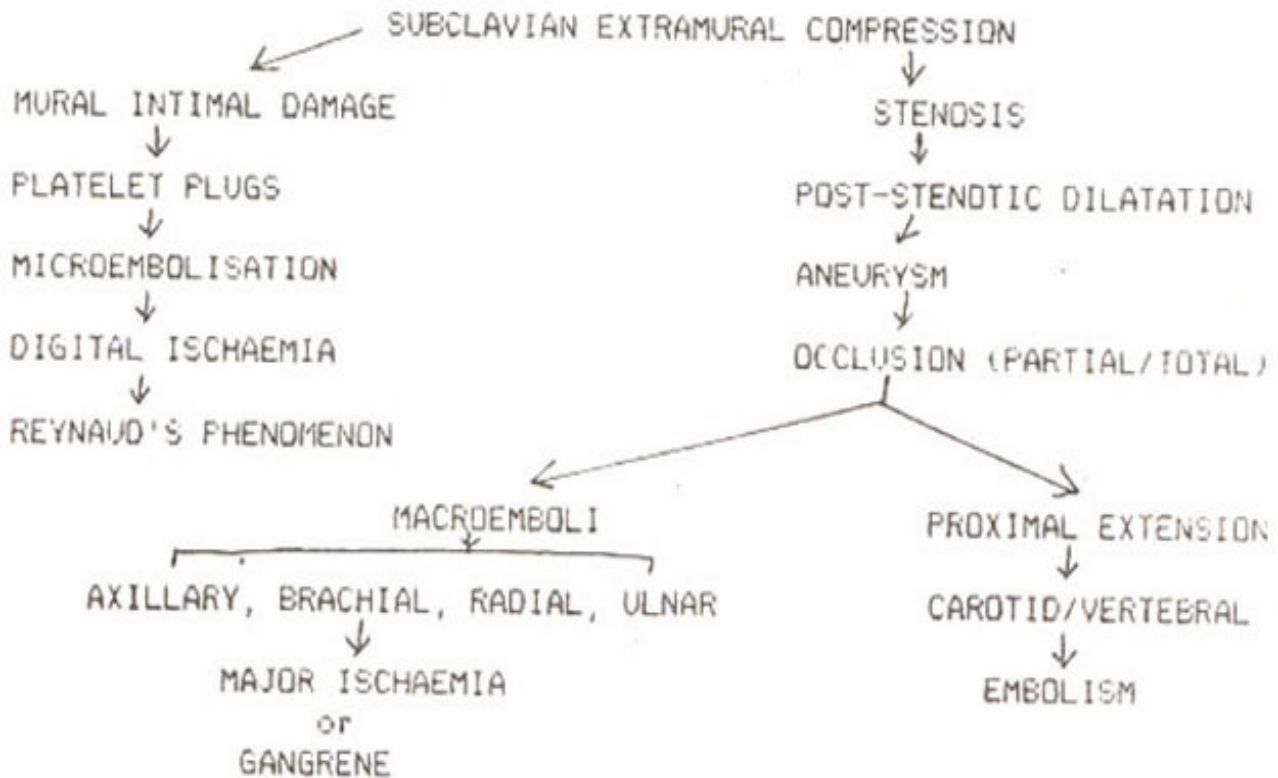 SUBCLAVIAN EXTRAMURAL COMPRESSION
MURAL INTIMAL DAMAGE
PLATELET PLUGS
MICROEMBOLISATION
DIGITAL ISCHAEMIA
REYNAUD'S PHENOMENON
STENOSIS
POST-STENOTIC DILATATION
ANEURYSM
OCCLUSION (PARTIAL/TOTAL)
MACROEMBOLI
AXILLARY, BRACHIAL, RADIAL, ULNAR
MAJOR ISCHAEMIA
or
GANGRENE
PROXIMAL EXTENSION
CAROTID/VERTEBRAL
EMBOLISM